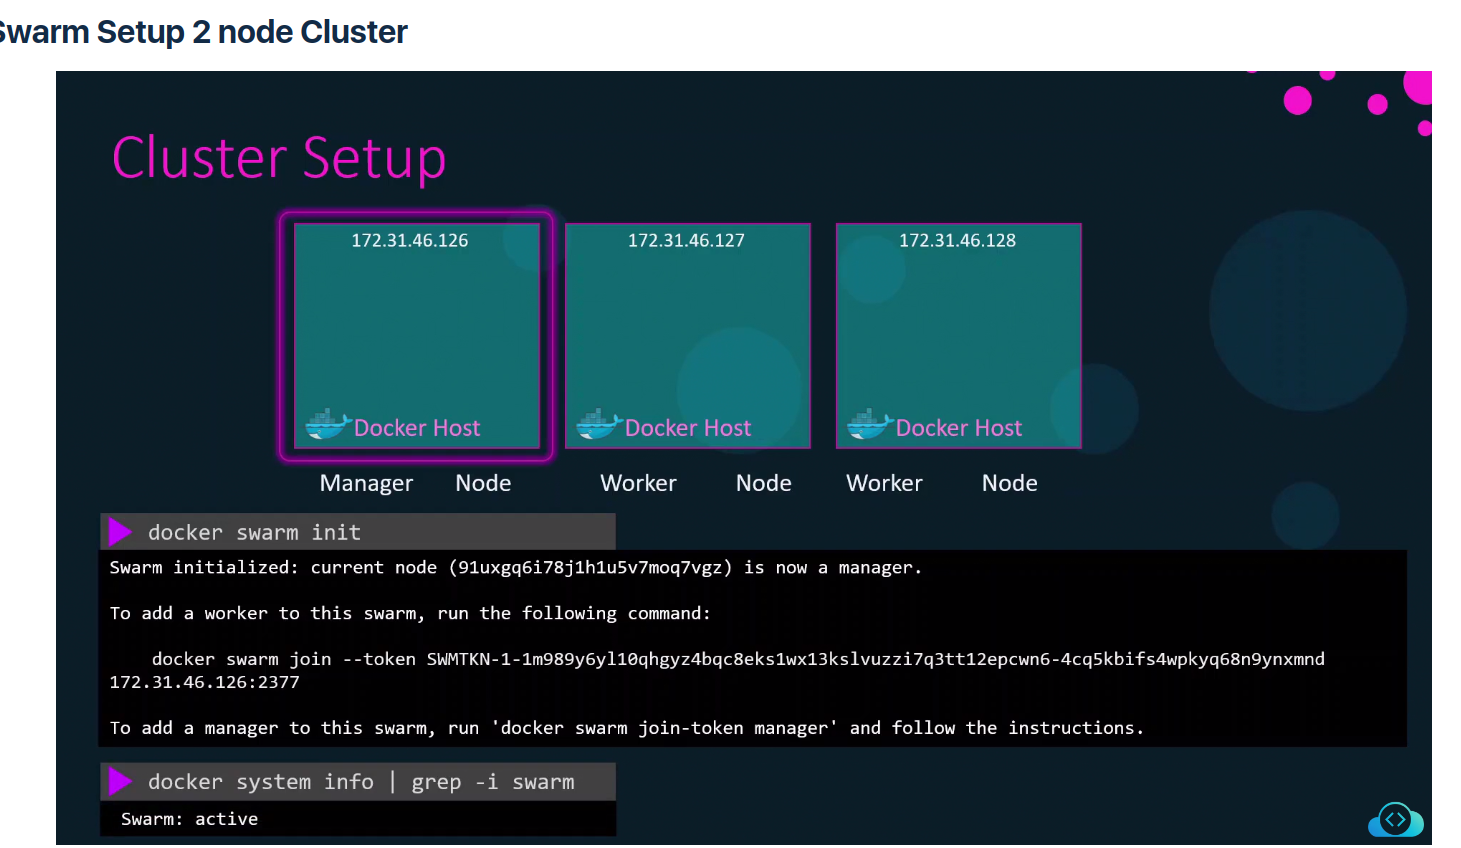 Swarm Setup 2 node Cluster
Cluster Setup
172.31.46.126
172.31.46.127
172.31.46.128
Docker Host
Docker Host
Docker Host
Manager Node
Worker Node
Worker Node
docker swarm init
Swarm initialized: current node (91uxgq6i78j1h1u5v7moq7vgz) is now a manager.
To add a worker to this swarm, run the following command:
docker swarm join --token SWMTKN-1-1m989y6yl10qhgyz4bqc8eks1wx13kslvuzzi7q3tt12epcwn6-4cq5kbifs4wpkyq68n9ynxmnd
172.31.46.126:2377
To add a manager to this swarm, run 'docker swarm join-token manager' and follow the instructions.
docker system info | grep -i swarm
Swarm: active